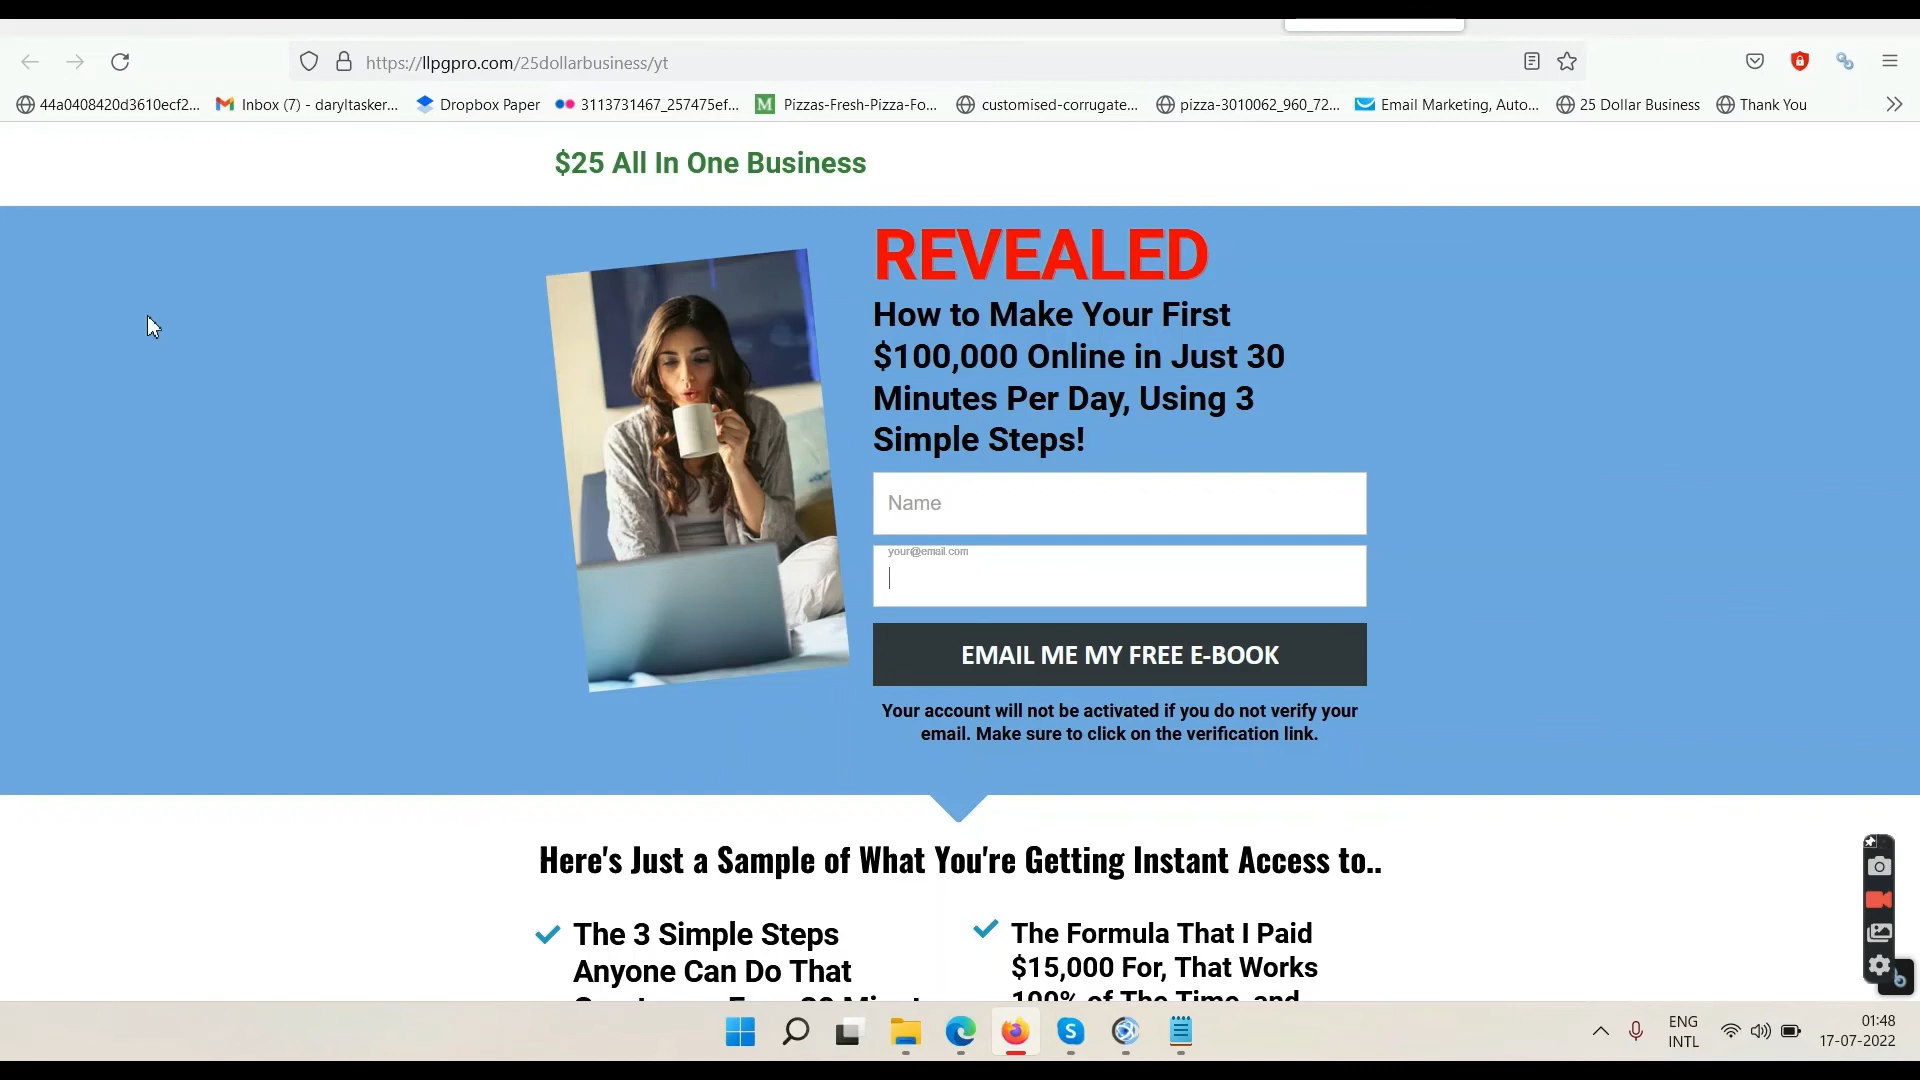 https://llpgpro.com/25dollarbusiness/yt
44a0408420d3610ecf2... Inbox (7) - daryltasker... Dropbox Paper 3113731467_257475ef... M Pizzas-Fresh-Pizza-Fo... customised-corrugate... pizza-3010062_960_72... Email Marketing, Auto... 25 Dollar Business Thank You
$25 All In One Business
REVEALED
How to Make Your First
$100,000 Online in Just 30
Minutes Per Day, Using 3
Simple Steps!
Name
your@email.com
EMAIL ME MY FREE E-BOOK
Your account will not be activated if you do not verify your
email. Make sure to click on the verification link.
Here's Just a Sample of What You're Getting Instant Access to..
The 3 Simple Steps
Anyone Can Do That
The Formula That I Paid
$15,000 For, That Works
100% of The Time, and
ENG
INTL
01:48
17-07-2022